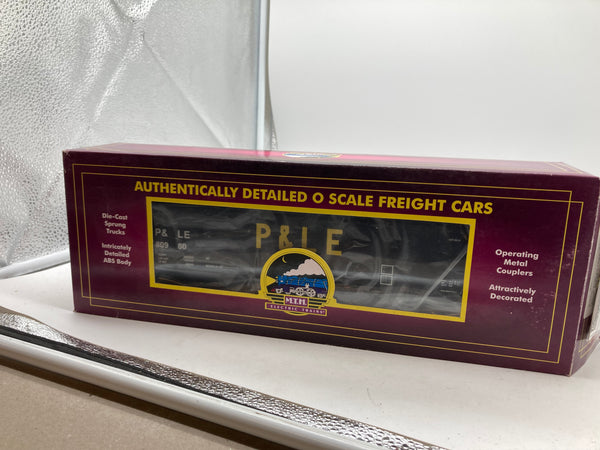 AUTHENTICALLY DETAILED O SCALE FREIGHT CARS
Die-Cast
Sprung
Trucks
Intricately
Detailed
ABS Body
P& LE
P&LE
M.T.H.
ELECTRIC TRAINS
Operating
Metal
Couplers
Attractively
Decorated